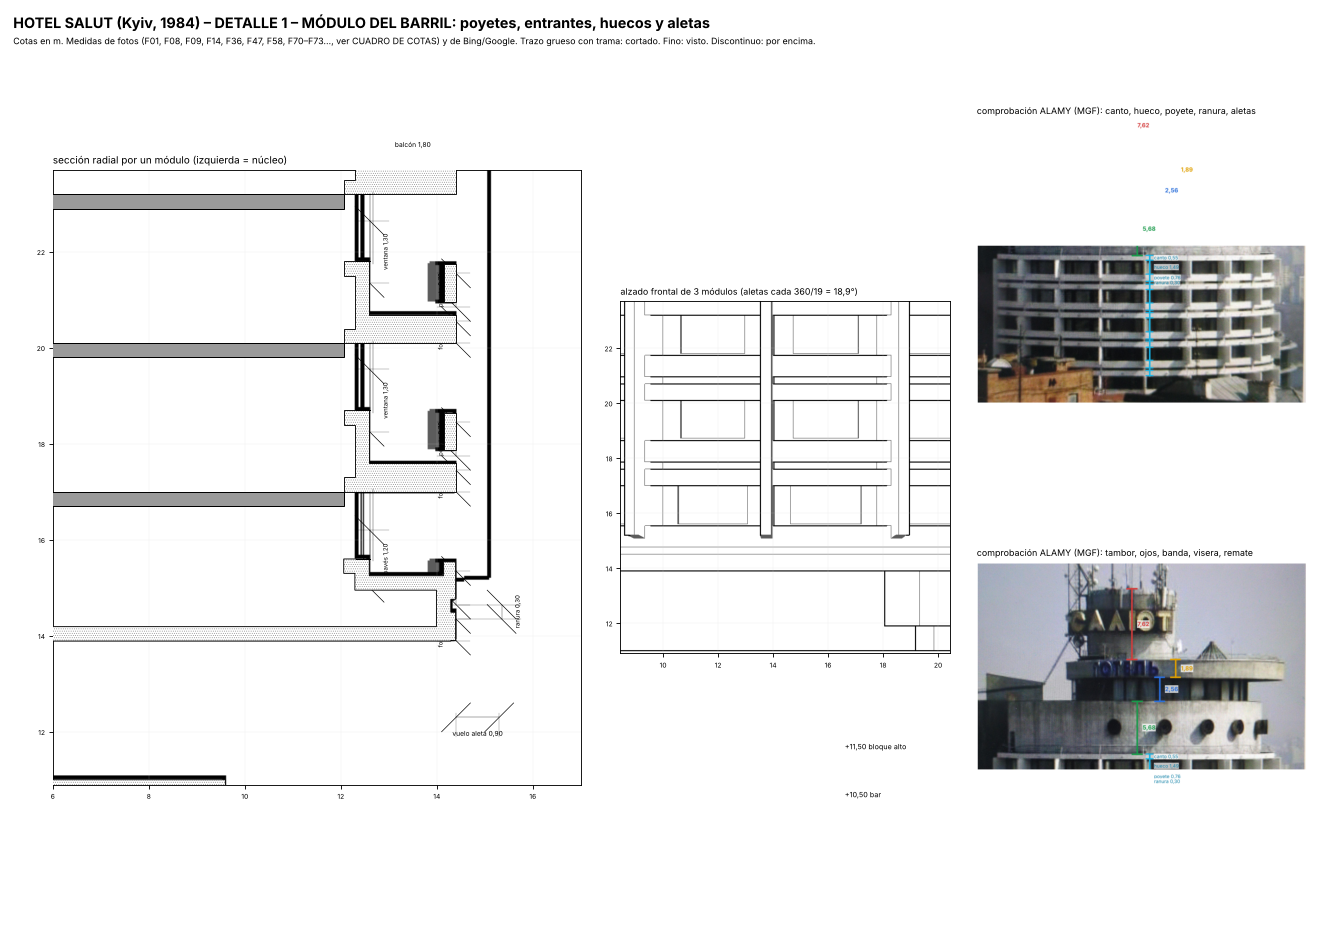 HOTEL SALUT (Kyiv, 1984) – DETALLE 1 – MÓDULO DEL BARRIL: poyetes, entrantes, huecos y aletas
Cotas en m. Medidas de fotos (F01, F08, F09, F14, F36, F47, F58, F70–F73..., ver CUADRO DE COTAS) y de Bing/Google. Trazo grueso con trama: cortado. Fino: visto. Discontinuo: por encima.
balcón 1,80
sección radial por un módulo (izquierda = núcleo)
22
20
18
16
14
12
6
8
10
12
14
16
ventana 1,30
ventana 1,30
ranura 0,30
vuelo aleta 0,90
alzado frontal de 3 módulos (aletas cada 360/19 = 18,9°)
22
20
18
16
14
12
10
12
14
16
18
20
+11,50 bloque alto
+10,50 bar
comprobación ALAMY (MGF): canto, hueco, poyete, ranura, aletas
7,62
1,89
2,56
5,68
comprobación ALAMY (MGF): tambor, ojos, banda, visera, remate
САЛЮТ
7,62
1,89
2,56
5,68
poyete 0,78
ranura 0,30